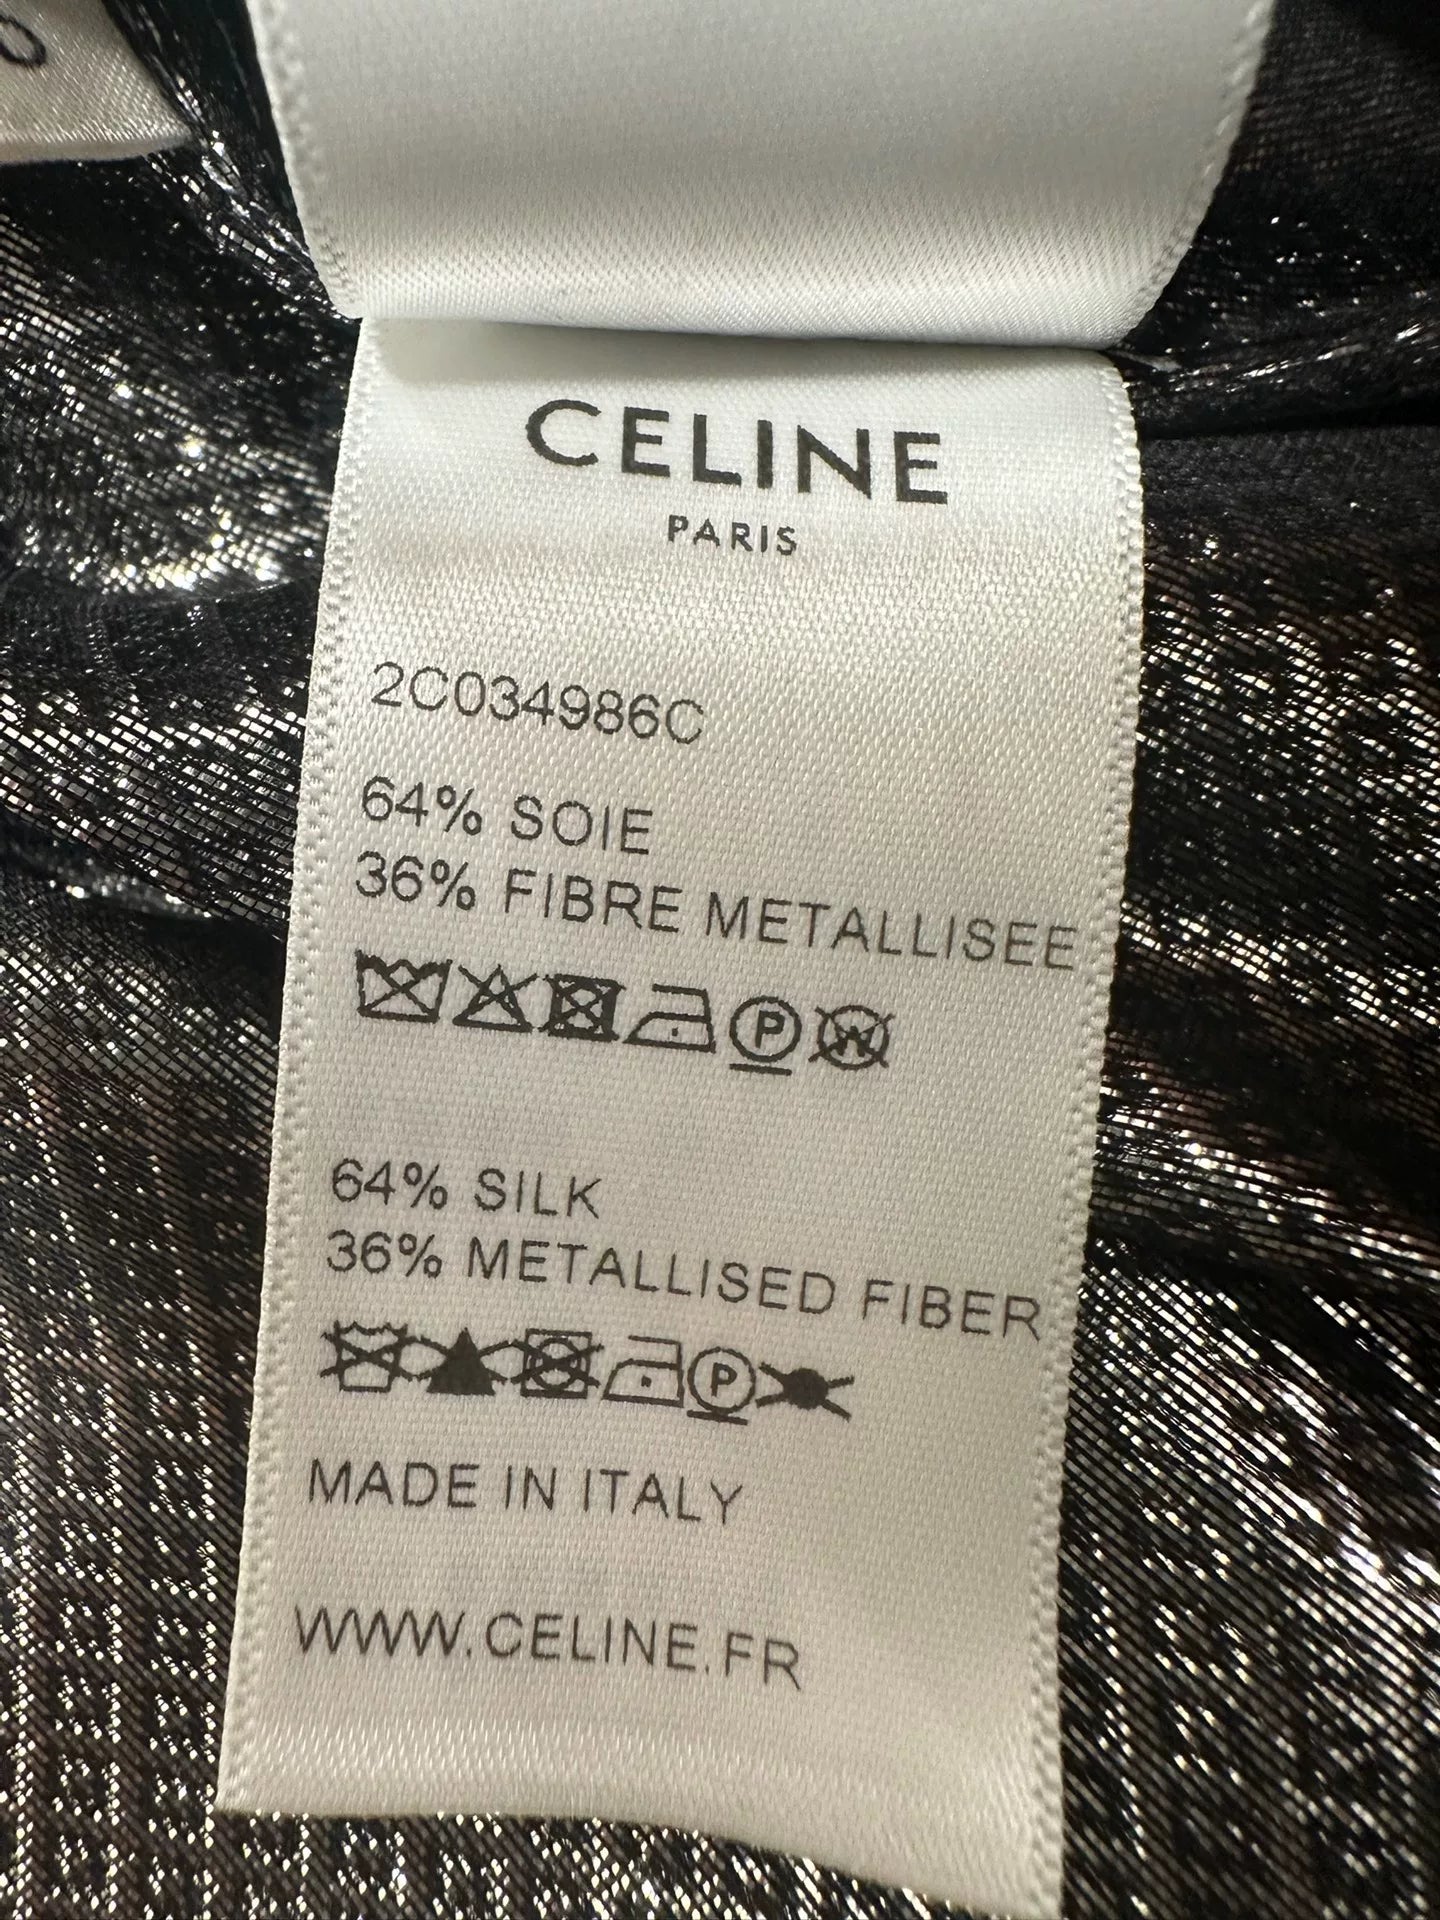 CELINE
PARIS
2C034986C
64% SOIE
36% FIBRE METALLISEE
P W
64% SILK
36% METALLISED FIBER
P
MADE IN ITALY
WWW.CELINE.FR